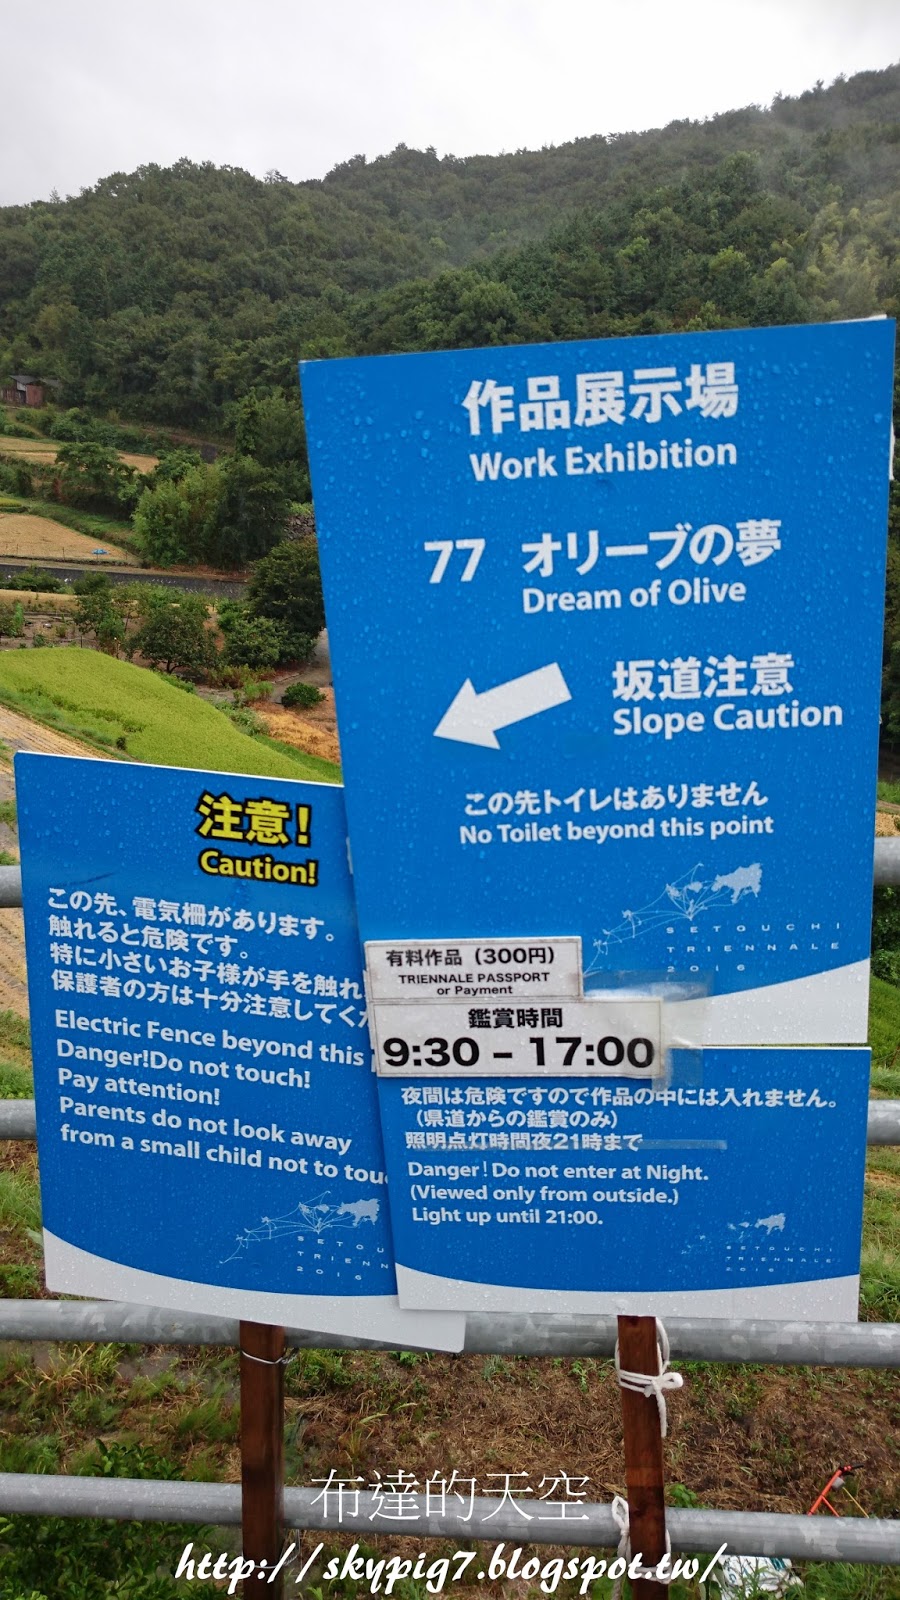 作品展示場
Work Exhibition
77 オリーブの夢
Dream of Olive
坂道注意
Slope Caution
この先トイレはありません
No Toilet beyond this point
SETOUCHI
TRIENNALE
2016
有料作品（300円）
TRIENNALE PASSPORT
or Payment
鑑賞時間
9:30 – 17:00
夜間は危険ですので作品の中には入れません。
（県道からの鑑賞のみ）
照明点灯時間夜21時まで
Danger! Do not enter at Night.
(Viewed only from outside.)
Light up until 21:00.
SETOUCHI
TRIENNALE
2016
注意！
Caution!
この先、電気柵があります。
触れると危険です。
特に小さいお子様が手を触れ
保護者の方は十分注意してく
Electric Fence beyond this
Danger!Do not touch!
Pay attention!
Parents do not look away
from a small child not to tou
SETOU
TRIENN
2016
布達的天空
http://skypig7.blogspot.tw/